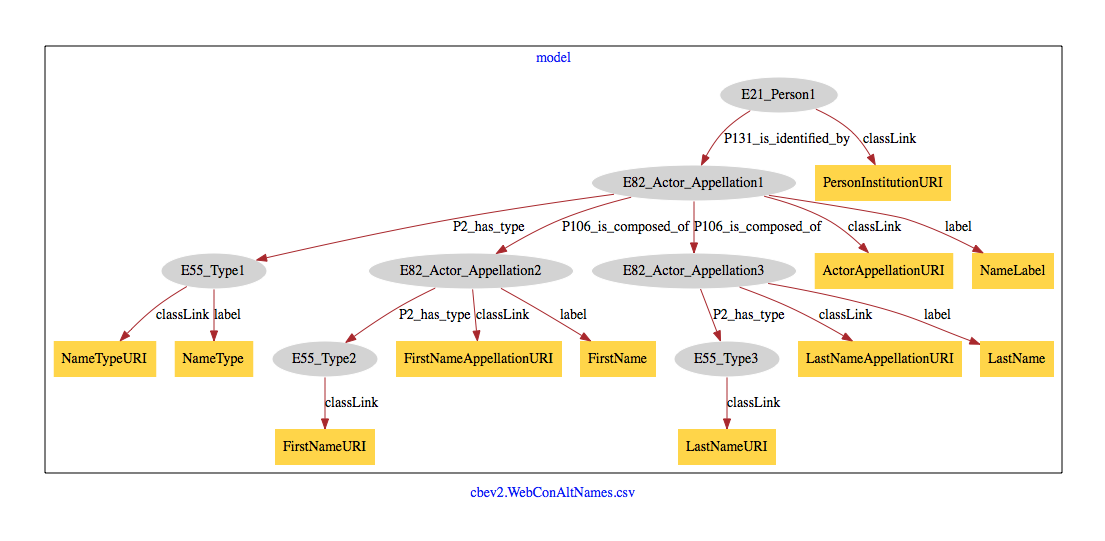 model
E21_Person1
P131_is_identified_by
classLink
E82_Actor_Appellation1
PersonInstitutionURI
P2_has_type
P106_is_composed_of
P106_is_composed_of
classLink
label
E55_Type1
E82_Actor_Appellation2
E82_Actor_Appellation3
ActorAppellationURI
NameLabel
classLink
label
P2_has_type
classLink
label
P2_has_type
classLink
label
NameTypeURI
NameType
E55_Type2
FirstNameAppellationURI
FirstName
E55_Type3
LastNameAppellationURI
LastName
classLink
classLink
FirstNameURI
LastNameURI
cbev2.WebConAltNames.csv